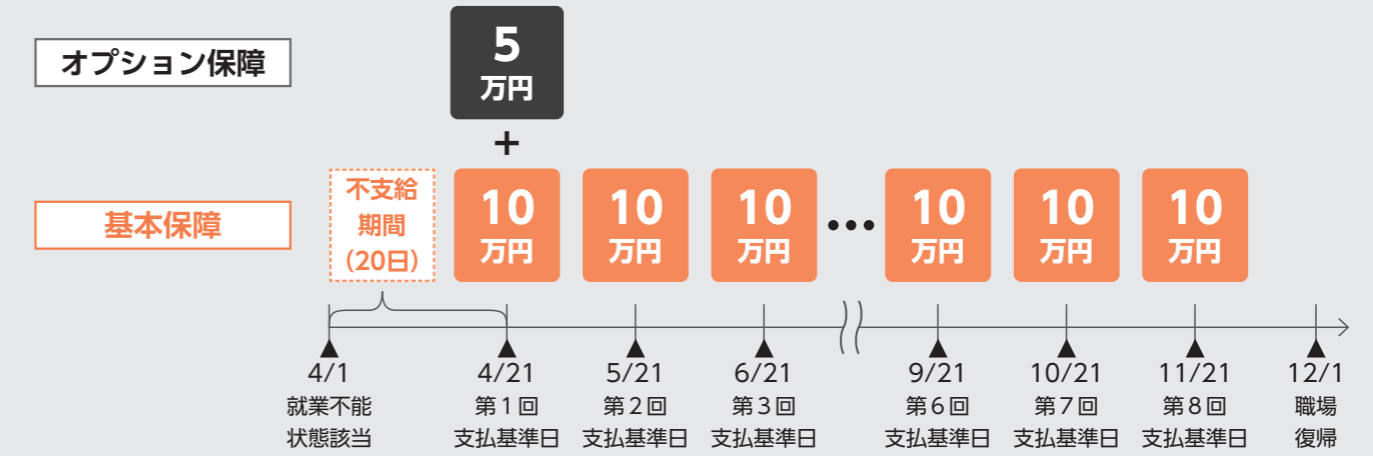 オプション保障
5
万円
+
基本保障
不支給
期間
(20日)
10
万円
10
万円
10
万円
•••
10
万円
10
万円
10
万円
4/1
就業不能
状態該当
4/21
第1回
支払基準日
5/21
第2回
支払基準日
6/21
第3回
支払基準日
9/21
第6回
支払基準日
10/21
第7回
支払基準日
11/21
第8回
支払基準日
12/1
職場
復帰